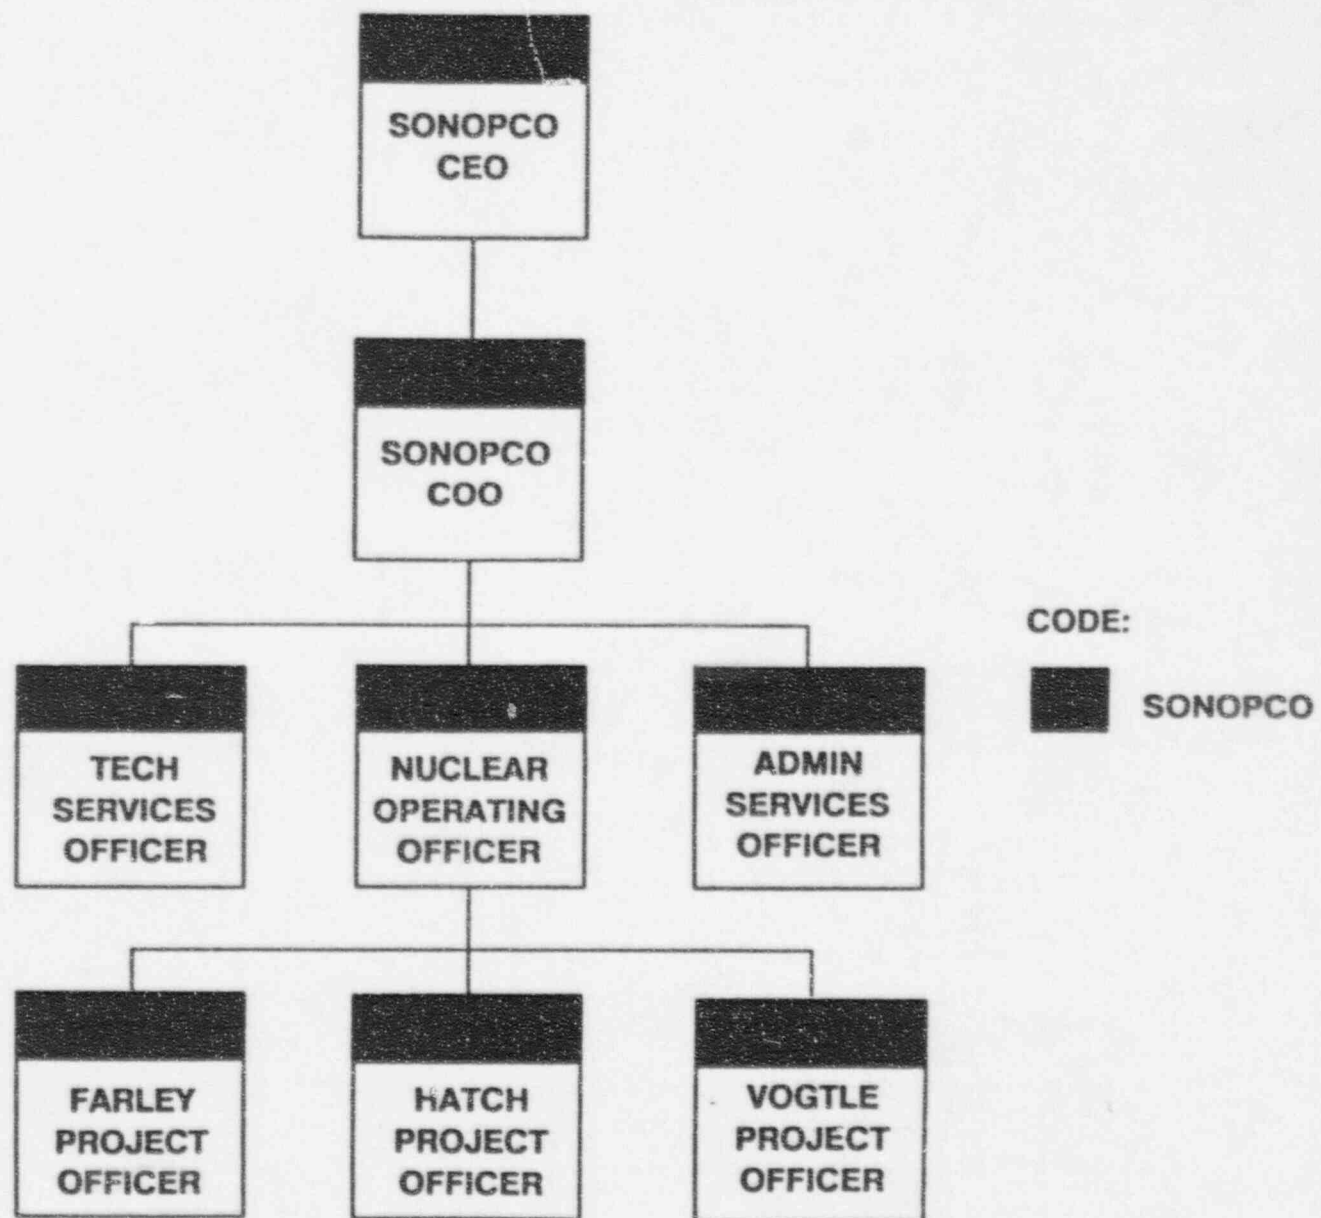 SONOPCO
CEO
SONOPCO
COO
CODE:
SONOPCO
TECH
SERVICES
OFFICER
NUCLEAR
OPERATING
OFFICER
ADMIN
SERVICES
OFFICER
FARLEY
PROJECT
OFFICER
HATCH
PROJECT
OFFICER
VOGTLE
PROJECT
OFFICER